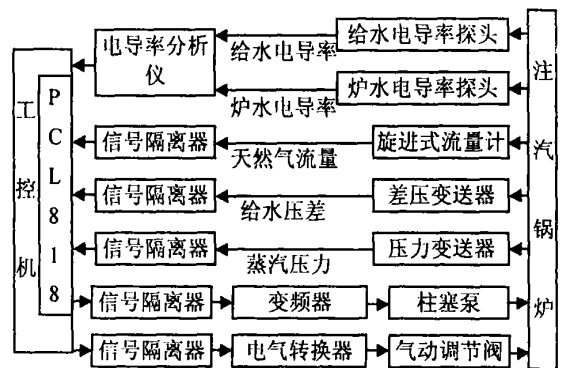 电导率分析仪
给水电导率
给水电导率探头
炉水电导率
炉水电导率探头
工控机
PCL818
注汽锅炉
信号隔离器
天然气流量
旋进式流量计
信号隔离器
给水压差
差压变送器
信号隔离器
蒸汽压力
压力变送器
信号隔离器
变频器
柱塞泵
信号隔离器
电气转换器
气动调节阀